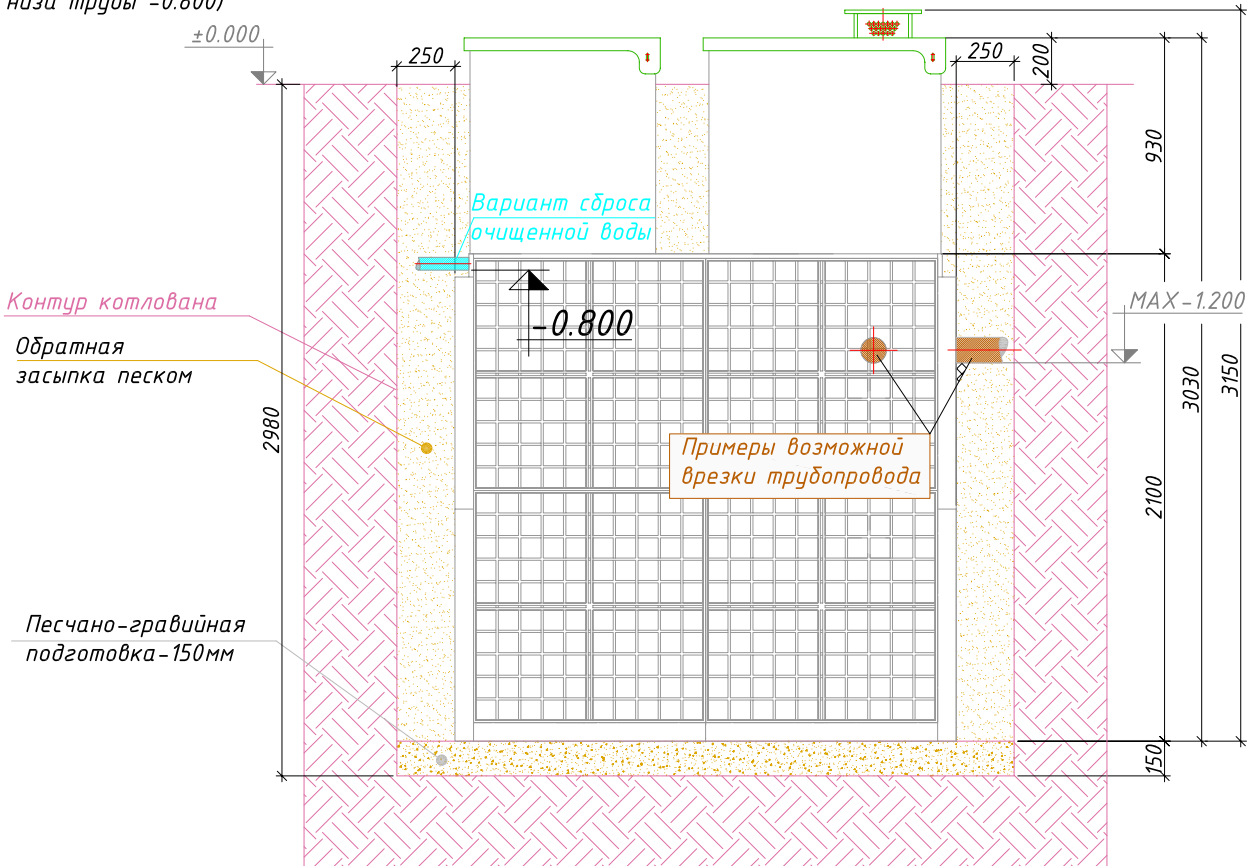 низа трубы -0.800)
±0.000
250
250
200
930
Вариант сброса
очищенной воды
Контур котлована
-0.800
MAX-1.200
Обратная
засыпка песком
2980
3030
3150
Примеры возможной
врезки трубопровода
2100
Песчано-гравийная
подготовка-150мм
150